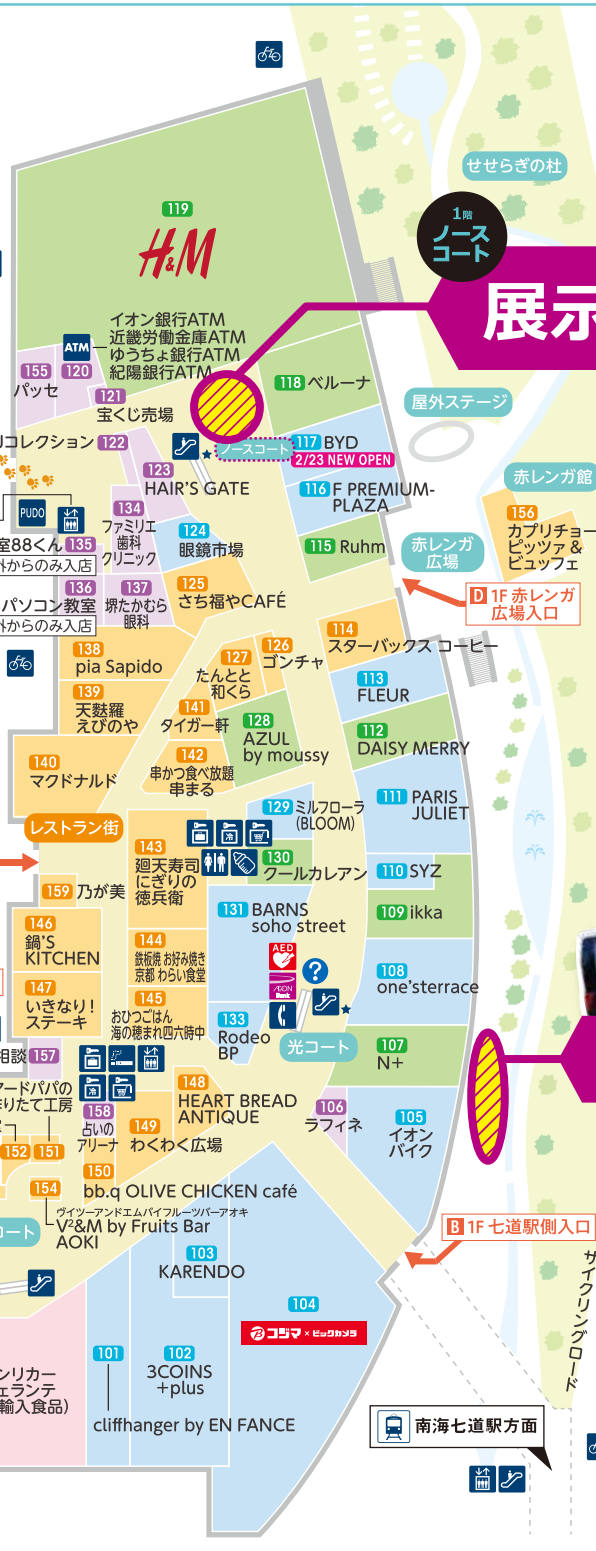 せせらぎの杜
1階
ノース
コート
展示
119
H&M
ATM
イオン銀行ATM
近畿労働金庫ATM
ゆうちょ銀行ATM
紀陽銀行ATM
155
パッセ
120
121
宝くじ売場
118 ベルーナ
屋外ステージ
リコレクション 122
ノースコート
117 BYD
2/23 NEW OPEN
123
HAIR'S GATE
116 F PREMIUM-
PLAZA
赤レンガ館
156
カプリチョー
ピッツァ &
ビュッフェ
PUDO
134
ファミリエ
歯科
クリニック
124
眼鏡市場
115 Ruhm
赤レンガ
広場
室88くん 135
外からのみ入店
D 1F 赤レンガ
広場入口
136
パソコン教室
外からのみ入店
137
堺たかむら
眼科
125
さち福やCAFÉ
114
スターバックス コーヒー
138
pia Sapido
127
たんとと
和くら
126
ゴンチャ
113
FLEUR
139
天麩羅
えびのや
141
タイガー軒
128
AZUL
by moussy
112
DAISY MERRY
140
マクドナルド
142
串かつ食べ放題
串まる
111 PARIS
JULIET
レストラン街
129 ミルフローラ
(BLOOM)
143
廻天寿司
にぎりの
徳兵衛
130
クールカレアン
110 SYZ
159 乃が美
131 BARNS
soho street
109 ikka
146
鍋'S
KITCHEN
144
鉄板焼 お好み焼き
京都 わらい食堂
AED
AEON
Bank
?
108
one'sterrace
147
いきなり!
ステーキ
145
おひつごはん
海の穂まれ四六時中
133
Rodeo
BP
光コート
107
N+
相談 157
アードパパの
作りたて工房
148
HEART BREAD
ANTIQUE
106
ラフィネ
105
イオン
バイク
158
占いの
アリーナ
149
わくわく広場
152
151
150
bb.q OLIVE CHICKEN café
154
ヴイツーアンドエムバイフルーツバーアオキ
V²&M by Fruits Bar
AOKI
コート
B 1F 七道駅側入口
103
KARENDO
サイクリングロード
104
コジマ×ビックカメラ
101
102
3COINS
+plus
cliffhanger by EN FANCE
ンリカー
ェランテ
輸入食品)
南海七道駅方面